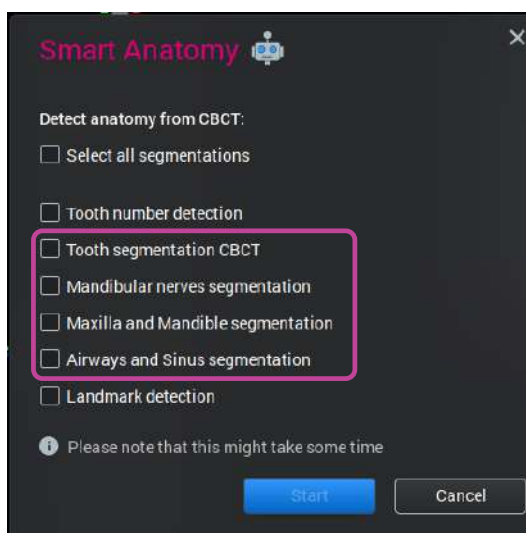 Smart Anatomy
Detect anatomy from CBCT:
Select all segmentations
Tooth number detection
Tooth segmentation CBCT
Mandibular nerves segmentation
Maxilla and Mandible segmentation
Airways and Sinus segmentation
Landmark detection
Please note that this might take some time
Start Cancel